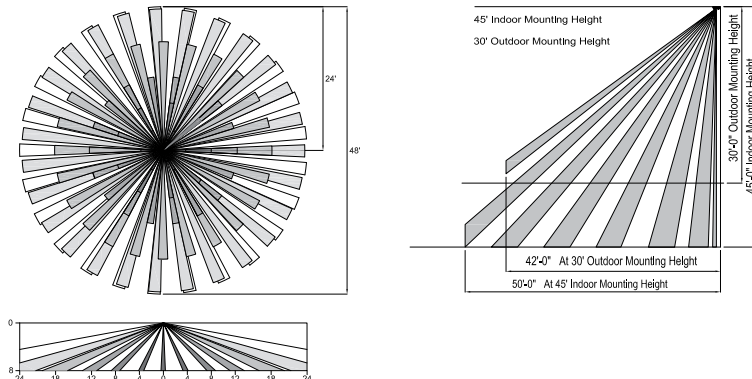 24'
48'
0
8
24 18 12 8 4 0 4 8 12 18 24
45' Indoor Mounting Height
30' Outdoor Mounting Height
30'-0" Outdoor Mounting Height
45'-0" Indoor Mounting Height
42'-0" At 30' Outdoor Mounting Height
50'-0" At 45' Indoor Mounting Height